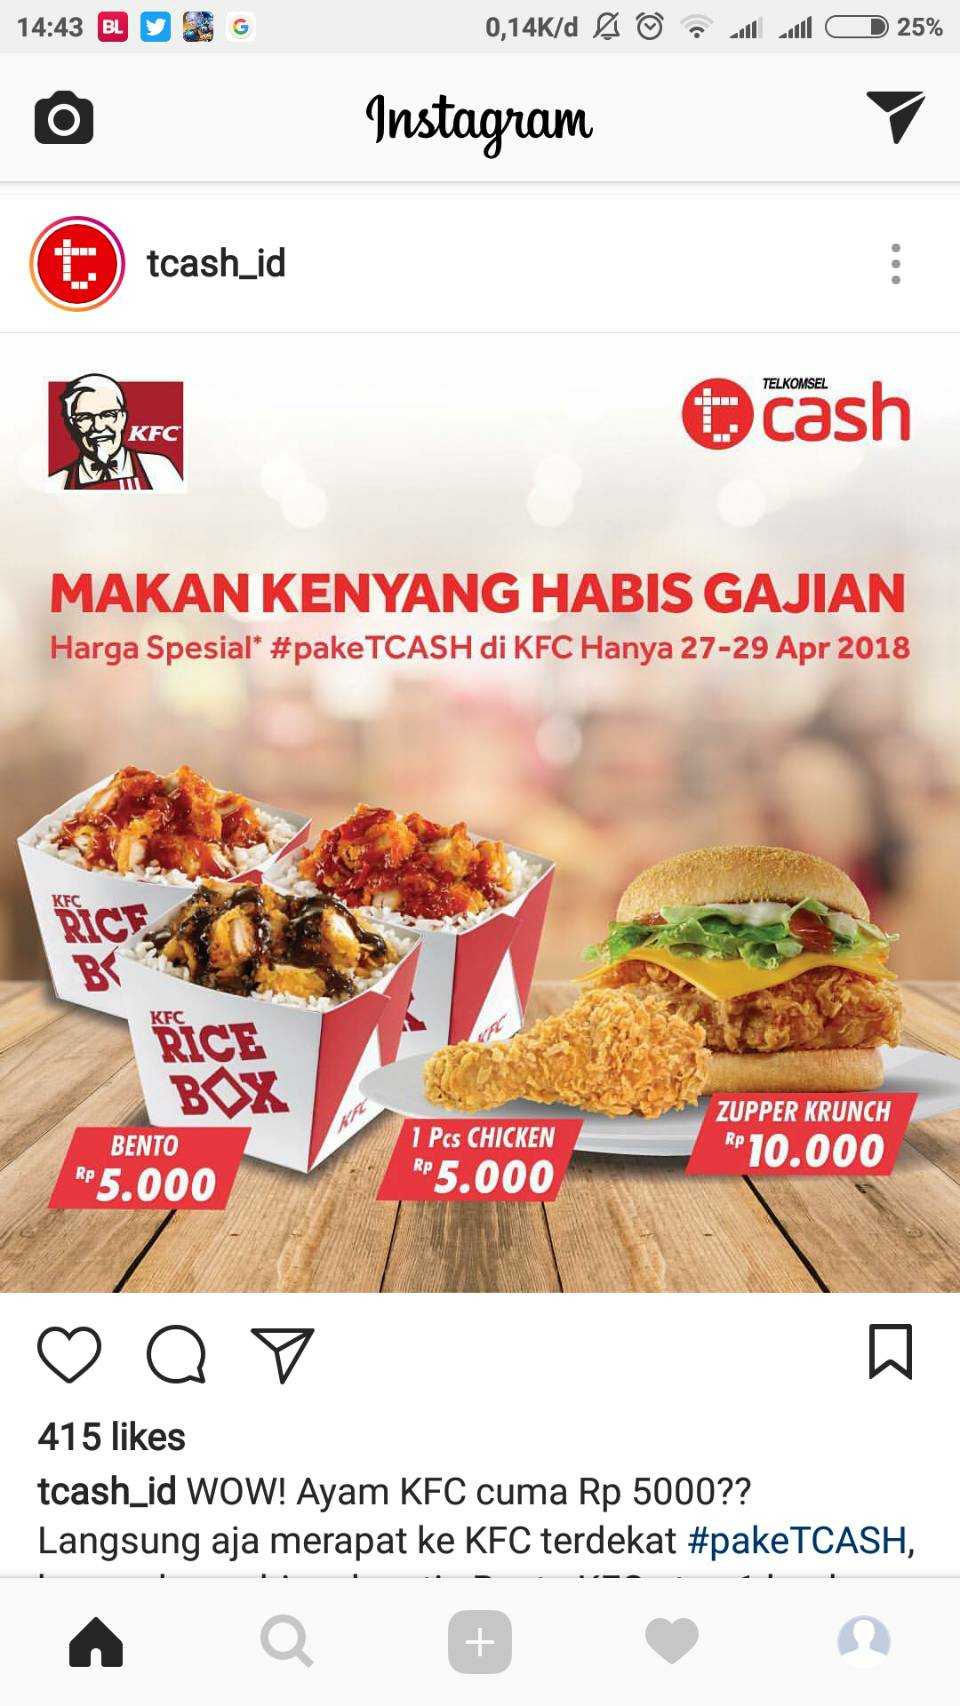 14:43 BL G 0,14K/d 25%
Instagram
tcash_id
KFC
TELKOMSEL
t cash
MAKAN KENYANG HABIS GAJIAN
Harga Spesial* #pakeTCASH di KFC Hanya 27-29 Apr 2018
KFC
RICE
KFC
RICE
BOX
KFC
KFC
BENTO
Rp 5.000
1 Pcs CHICKEN
Rp 5.000
ZUPPER KRUNCH
Rp 10.000
415 likes
tcash_id WOW! Ayam KFC cuma Rp 5000??
Langsung aja merapat ke KFC terdekat #pakeTCASH,